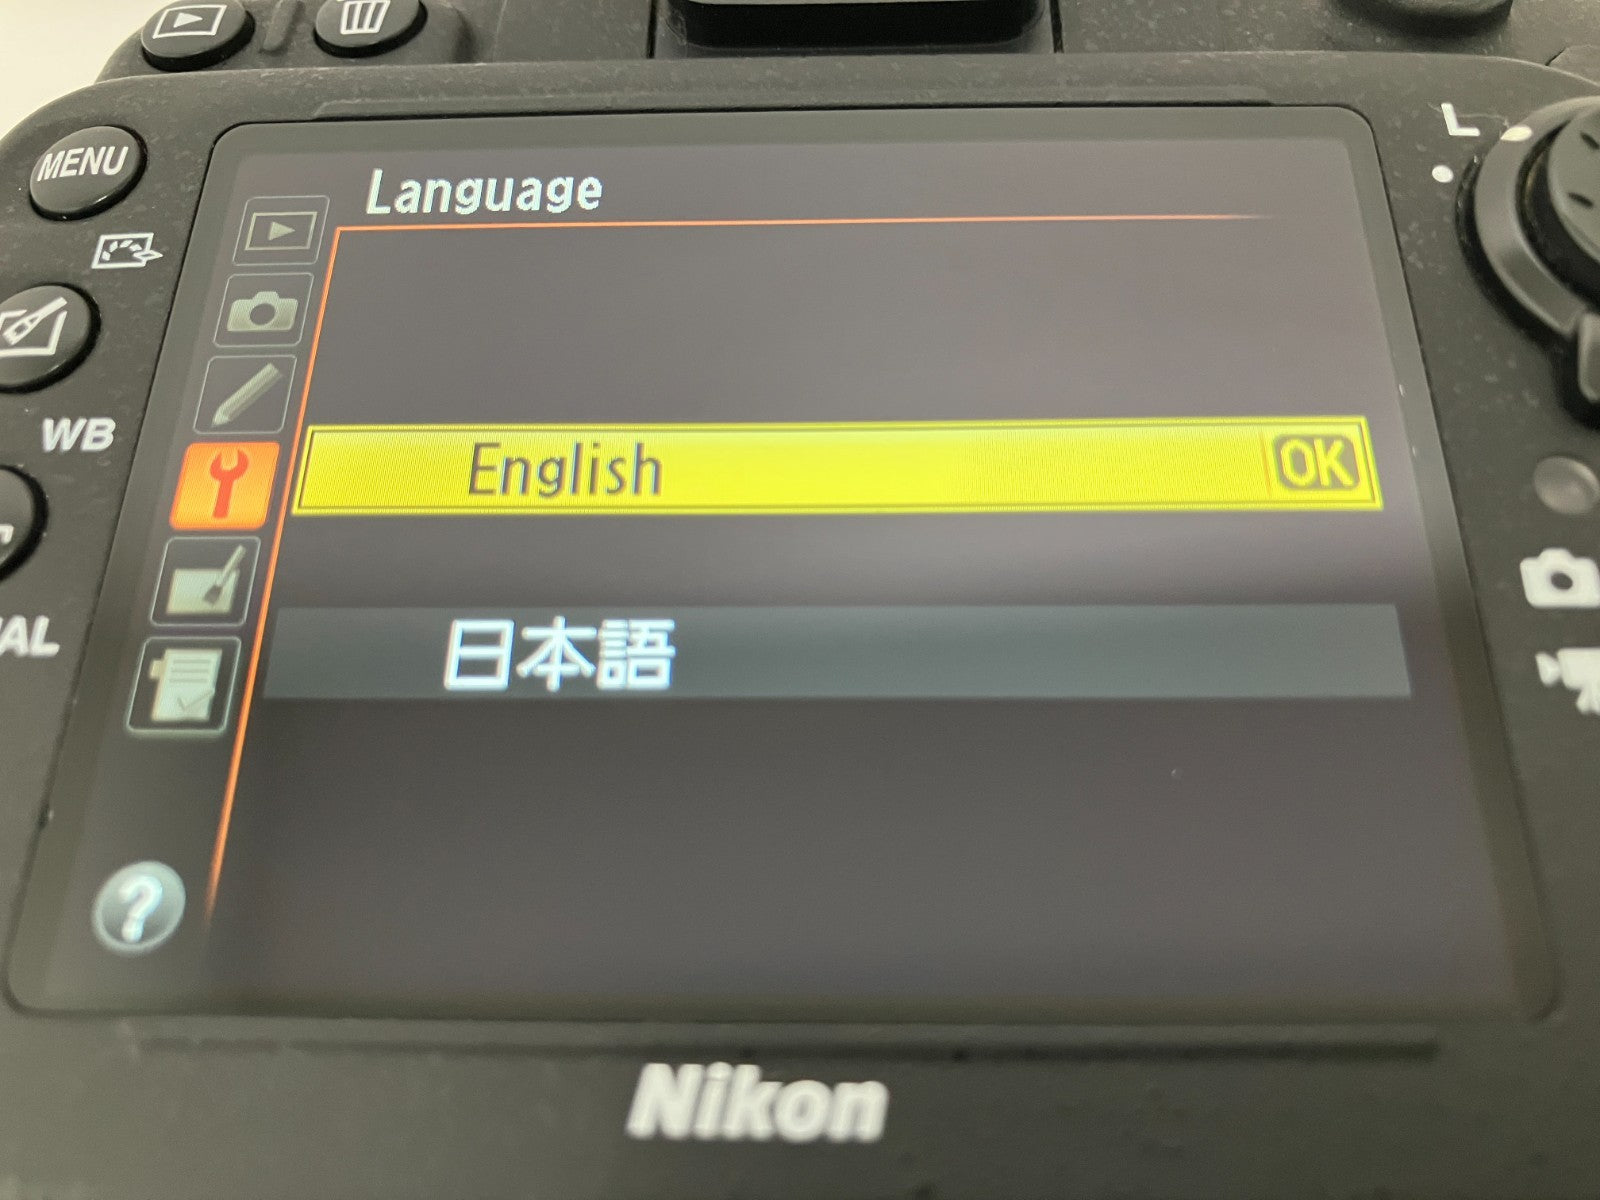 MENU
L
Language
WB
English OK
日本語
?
Nikon